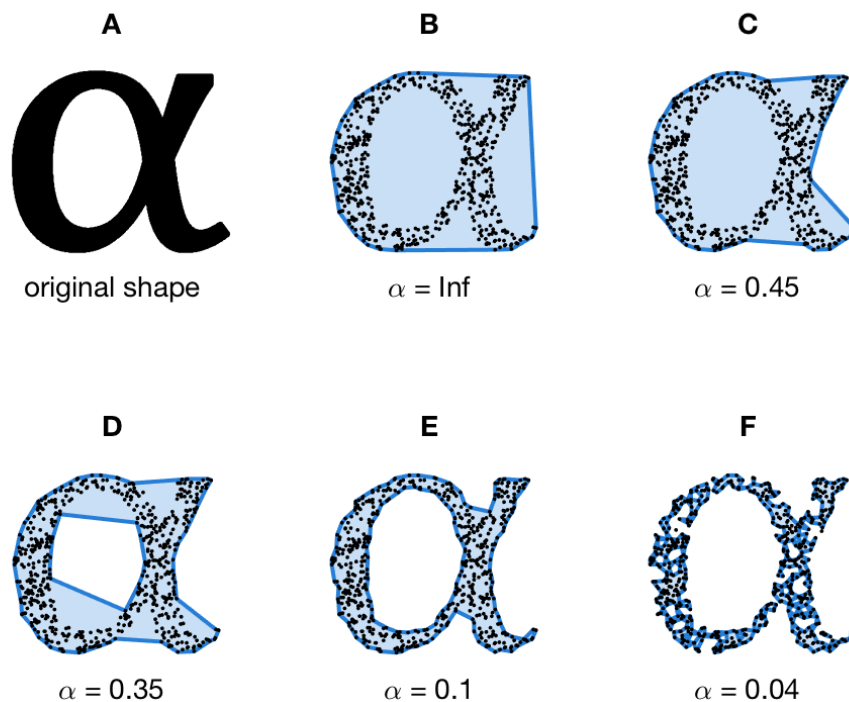 A
B
C
α
original shape
α = Inf
α = 0.45
D
E
F
α = 0.35
α = 0.1
α = 0.04